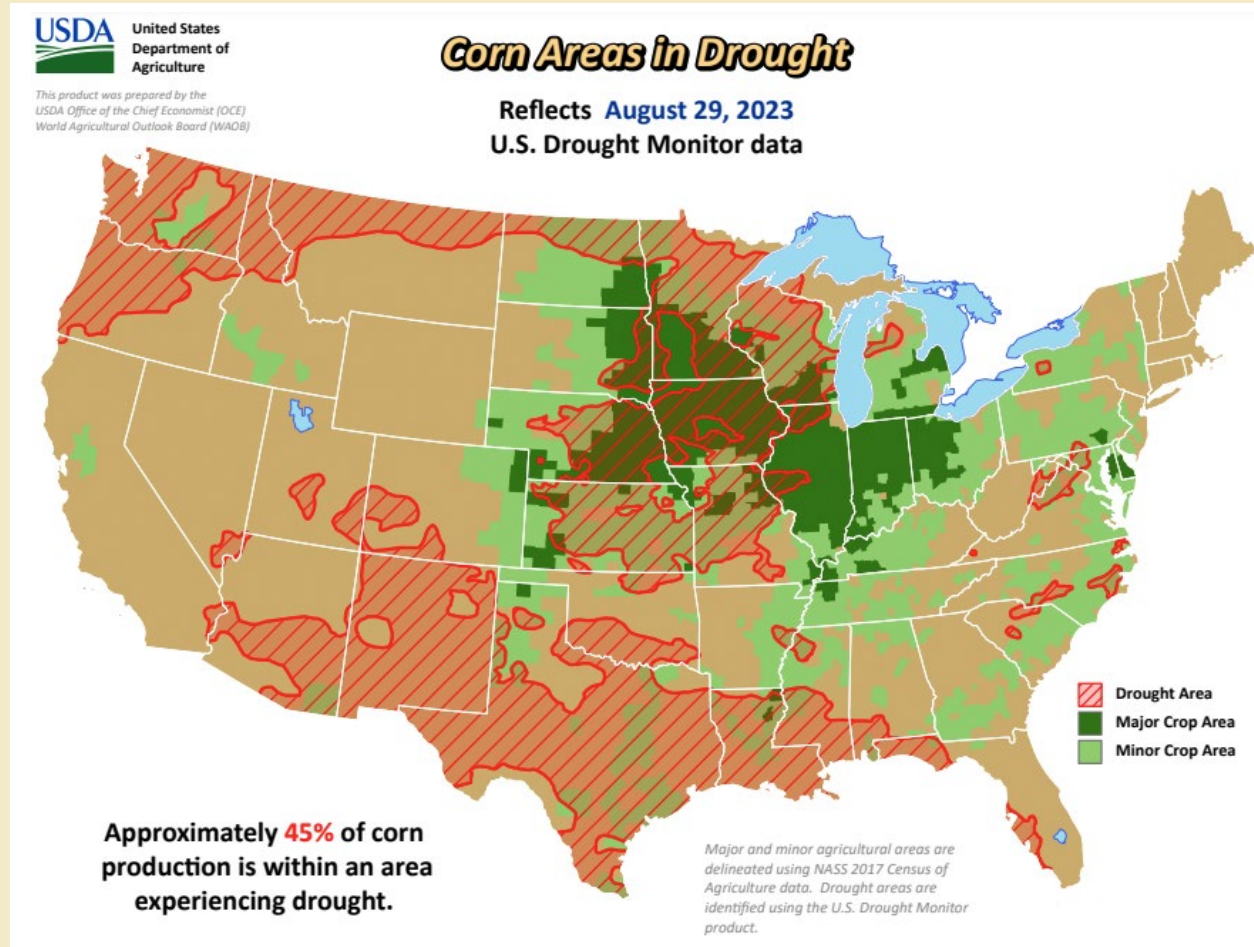 USDA
United States
Department of
Agriculture
This product was prepared by the
USDA Office of the Chief Economist (OCE)
World Agricultural Outlook Board (WAOB)
Corn Areas in Drought
Reflects August 29, 2023
U.S. Drought Monitor data
Drought Area
Major Crop Area
Minor Crop Area
Approximately 45% of corn
production is within an area
experiencing drought.
Major and minor agricultural areas are
delineated using NASS 2017 Census of
Agriculture data. Drought areas are
identified using the U.S. Drought Monitor
product.